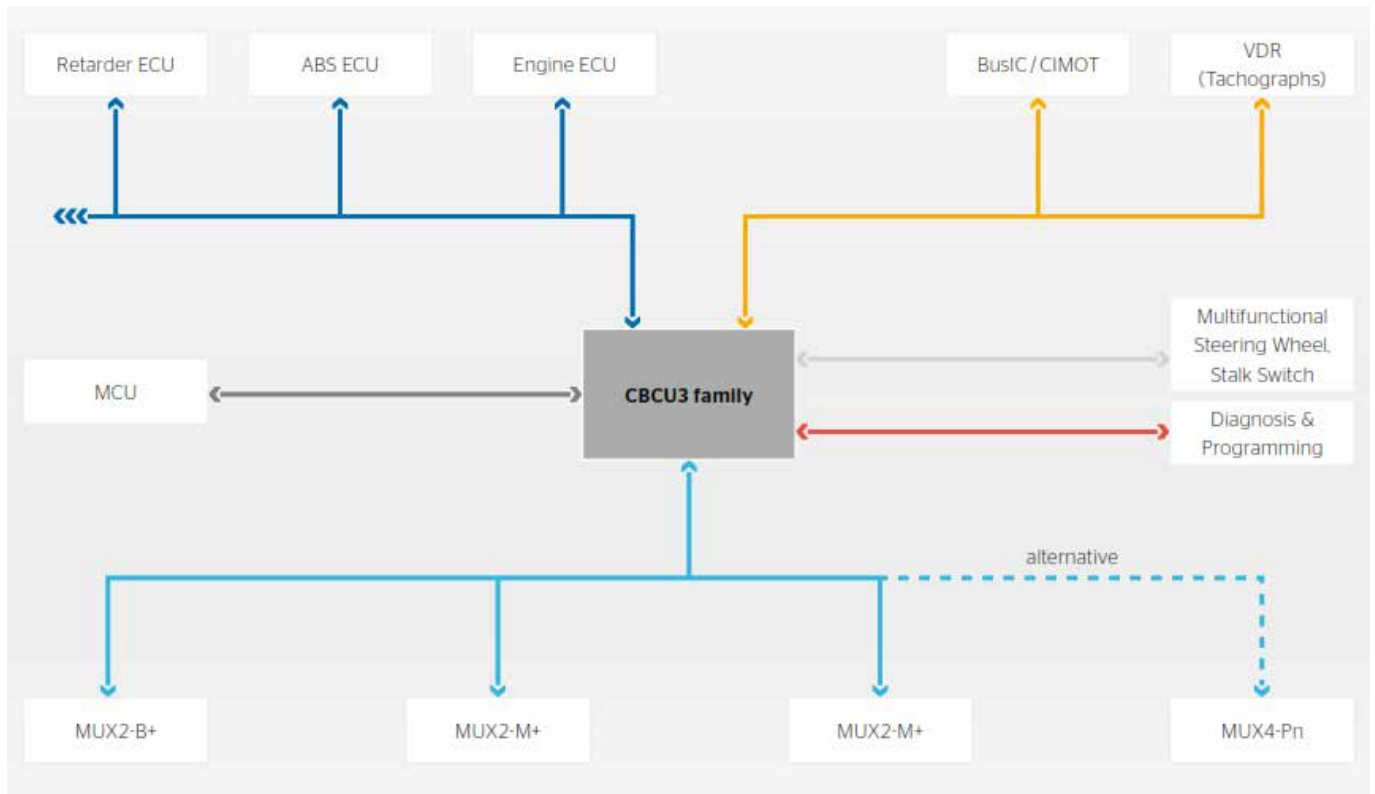 Retarder ECU
ABS ECU
Engine ECU
BusIC / CIMOT
VDR
(Tachographs)
Multifunctional
Steering Wheel,
Stalk Switch
MCU
CBCU3 family
Diagnosis &
Programming
alternative
MUX2-B+
MUX2-M+
MUX2-M+
MUX4-Pn